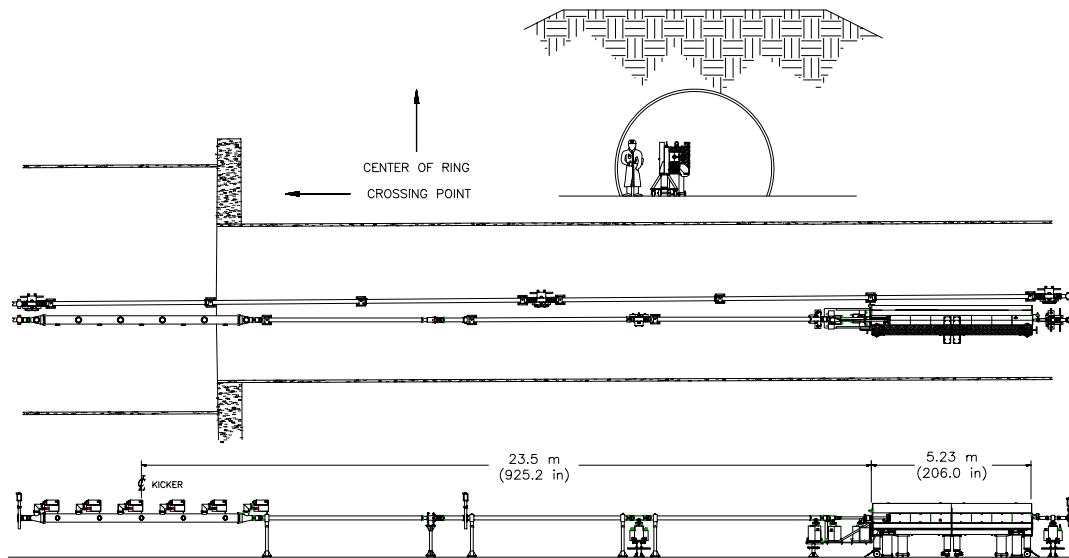 CENTER OF RING
CROSSING POINT
23.5 m
(925.2 in)
5.23 m
(206.0 in)
℄ KICKER